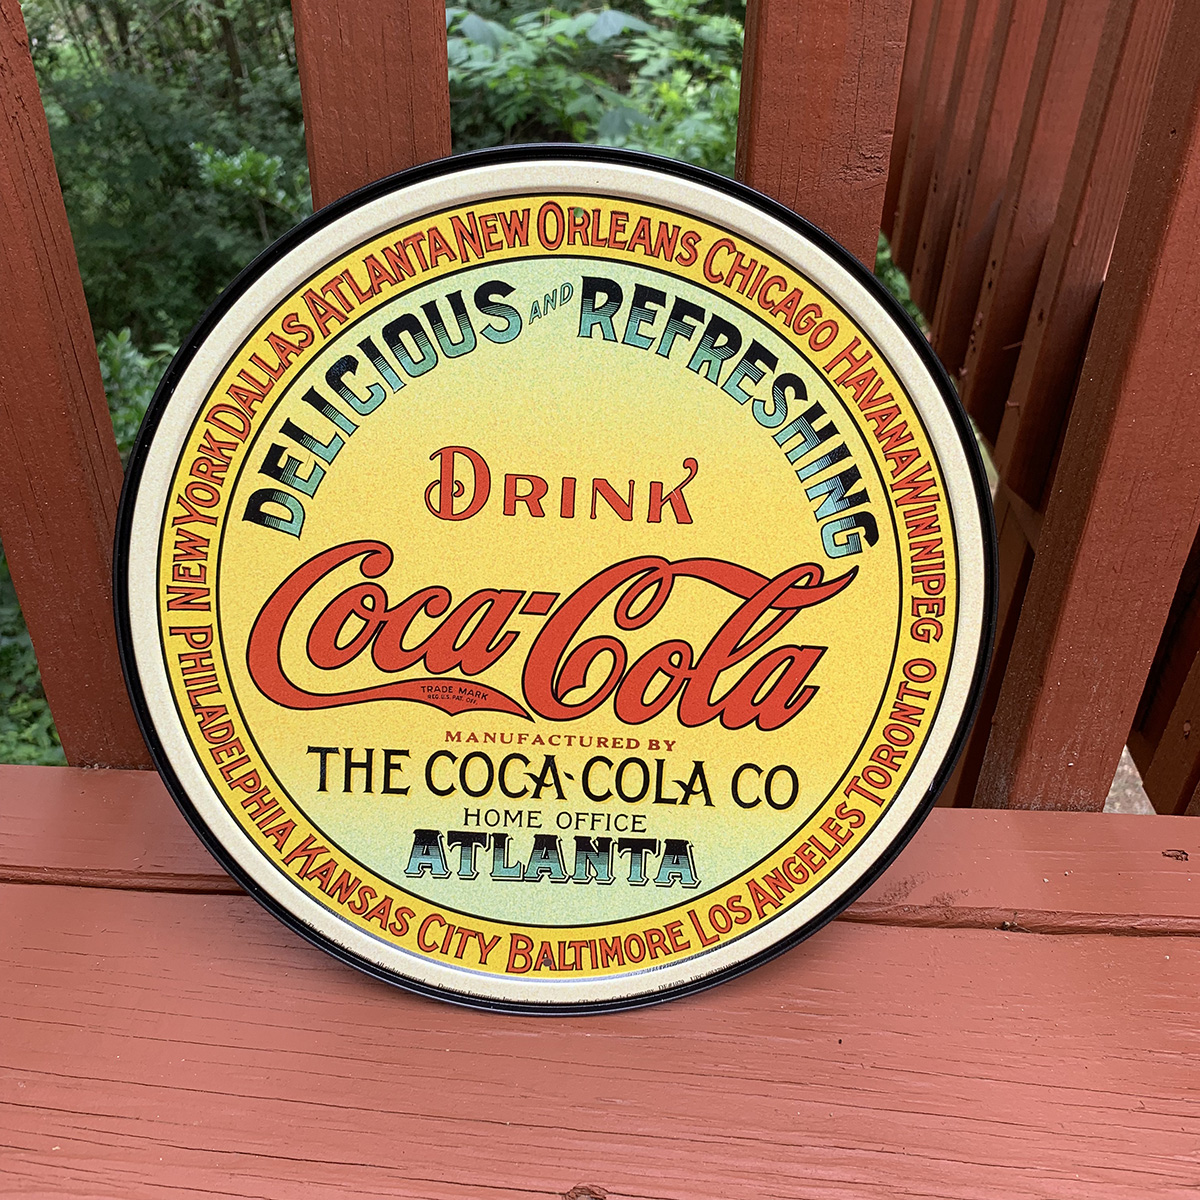 NEW YORK DALLAS ATLANTA NEW ORLEANS CHICAGO HAVANA WINNIPEG TORONTO LOS ANGELES BALTIMORE KANSAS CITY PHILADELPHIA
DELICIOUS AND REFRESHING
DRINK
Coca-Cola
TRADE MARK
REG. U.S. PAT. OFF.
MANUFACTURED BY
THE COCA-COLA CO
HOME OFFICE
ATLANTA